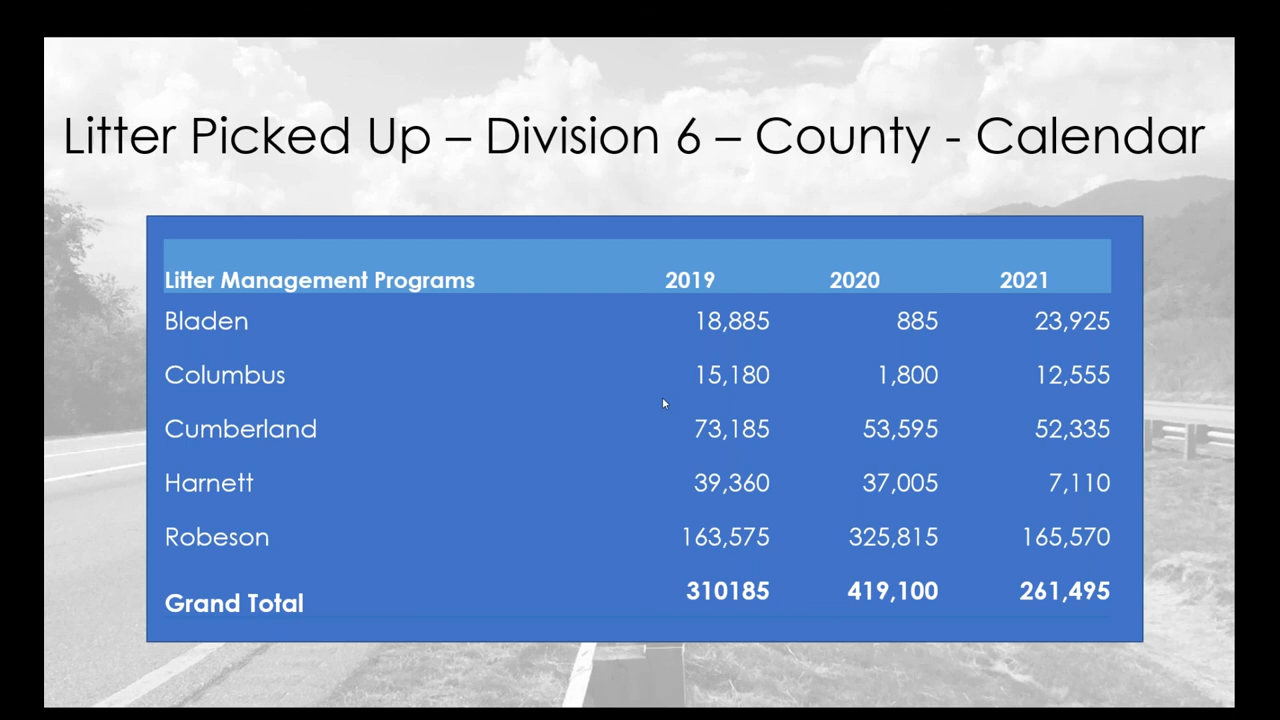 Litter Picked Up – Division 6 – County - Calendar
Litter Management Programs 2019 2020 2021
Bladen 18,885 885 23,925
Columbus 15,180 1,800 12,555
Cumberland 73,185 53,595 52,335
Harnett 39,360 37,005 7,110
Robeson 163,575 325,815 165,570
Grand Total 310185 419,100 261,495